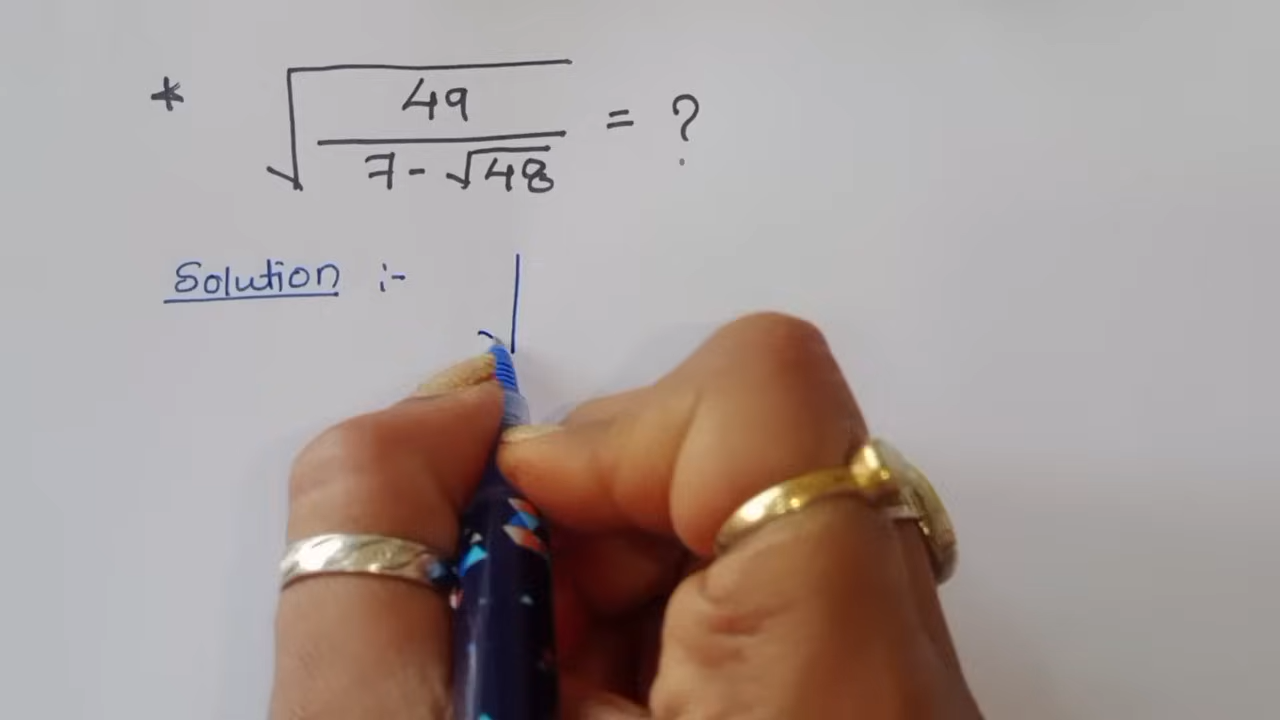 * √(49/(7-√48)) = ?
Solution :-